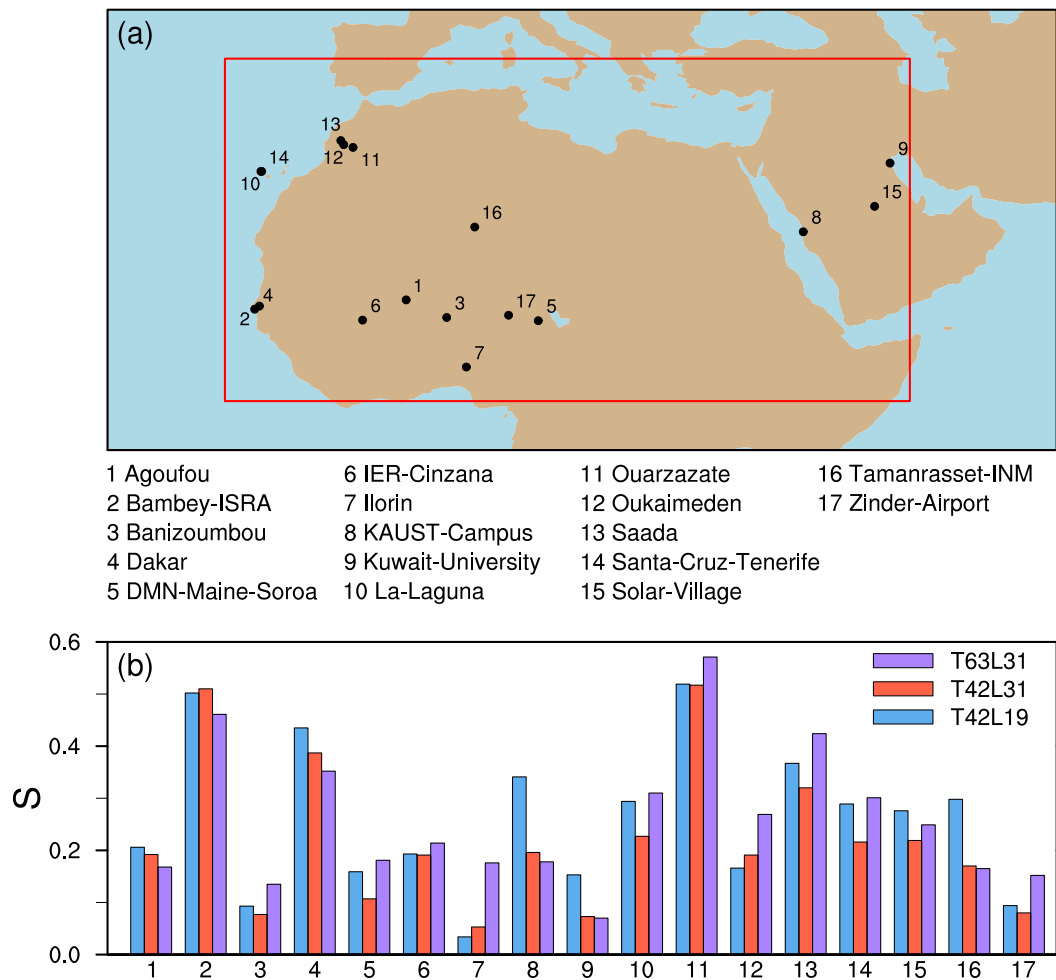 (a)
13
12
11
14
10
9
15
8
16
1
6
3
17
5
4
2
7
1 Agoufou 6 IER-Cinzana 11 Ouarzazate 16 Tamanrasset-INM
2 Bambey-ISRA 7 Ilorin 12 Oukaimeden 17 Zinder-Airport
3 Banizoumbou 8 KAUST-Campus 13 Saada
4 Dakar 9 Kuwait-University 14 Santa-Cruz-Tenerife
5 DMN-Maine-Soroa 10 La-Laguna 15 Solar-Village
(b)
T63L31
T42L31
T42L19
S
0.6
0.4
0.2
0.0
1 2 3 4 5 6 7 8 9 10 11 12 13 14 15 16 17